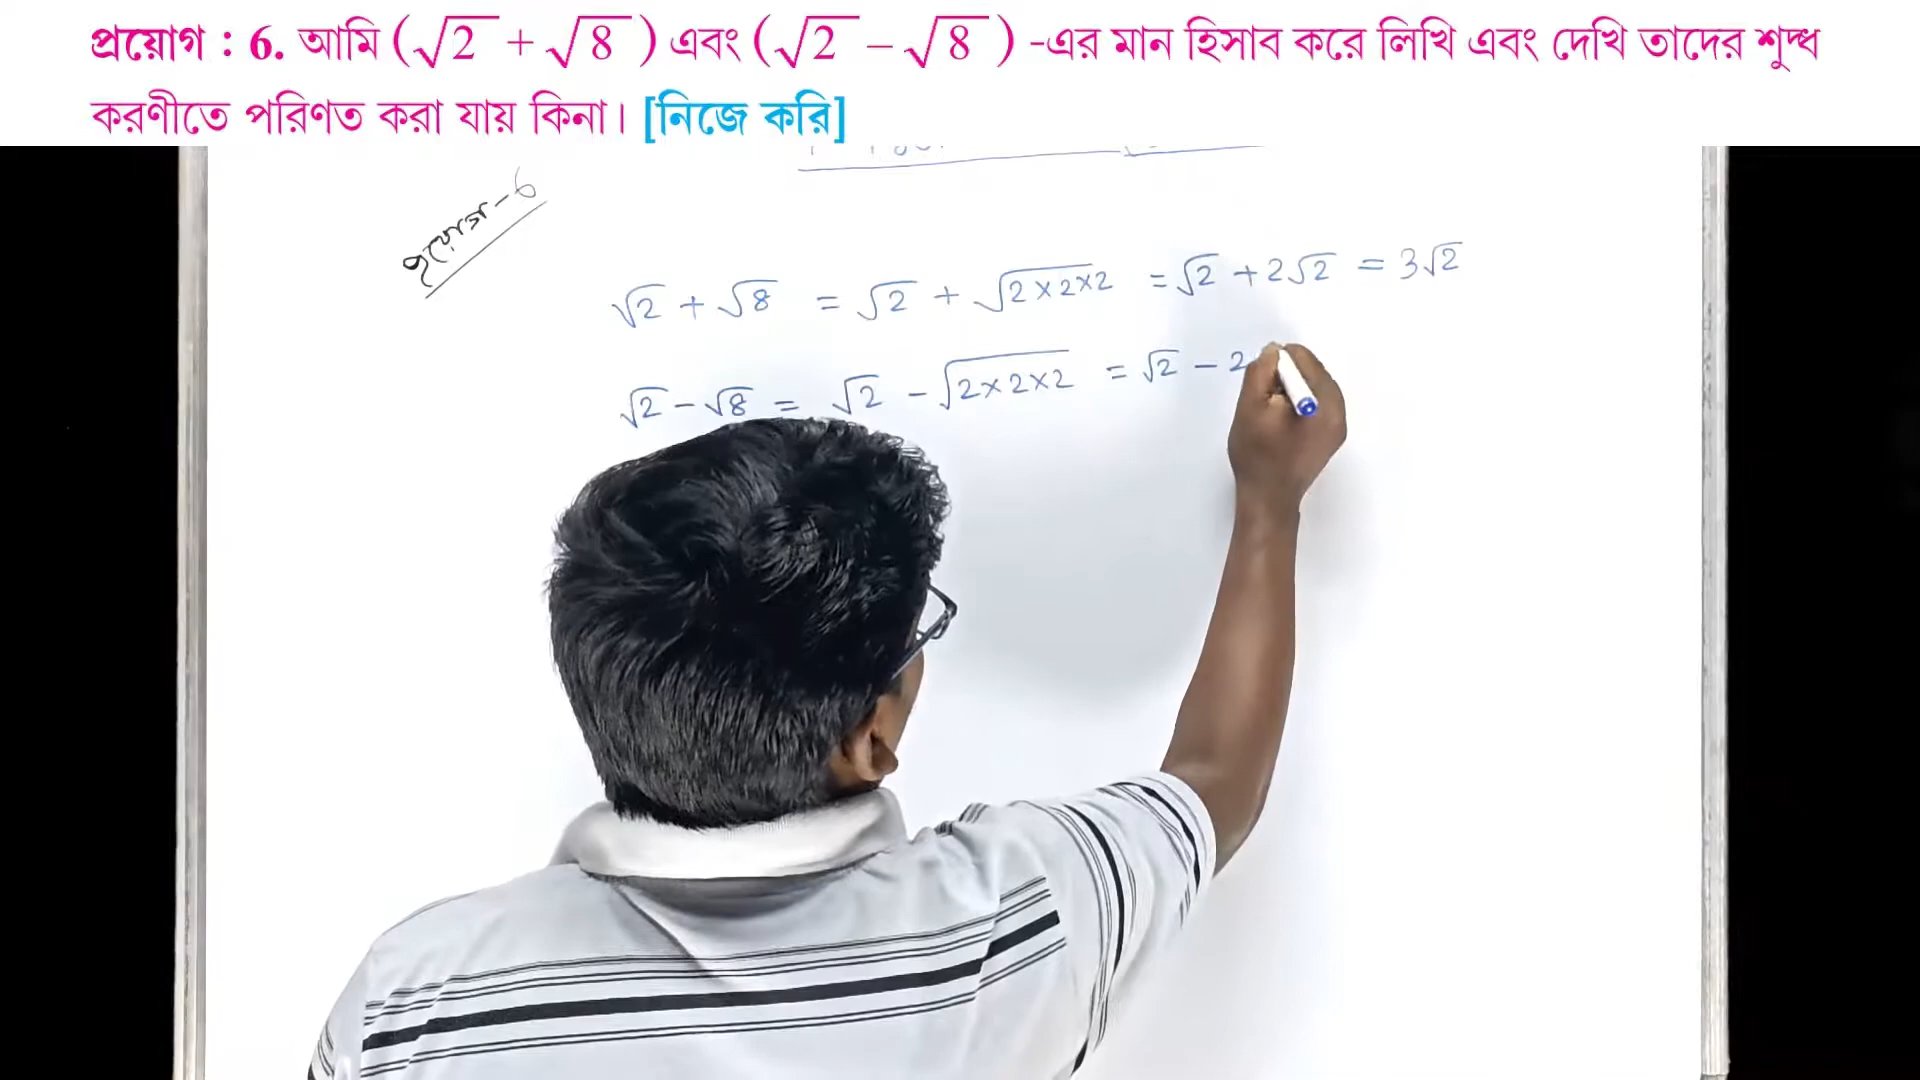 প্রয়োগ : 6. আমি (√2 + √8) এবং (√2 – √8) -এর মান হিসাব করে লিখি এবং দেখি তাদের শুদ্ধ
করণীতে পরিণত করা যায় কিনা। [নিজে করি]
প্রয়োগ-6
√2 + √8 = √2 + √2×2×2 = √2 + 2√2 = 3√2
√2 – √8 = √2 – √2×2×2 = √2 – 2